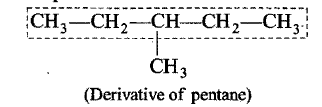 CH₃—CH₂—CH—CH₂—CH₃
CH₃
(Derivative of pentane)